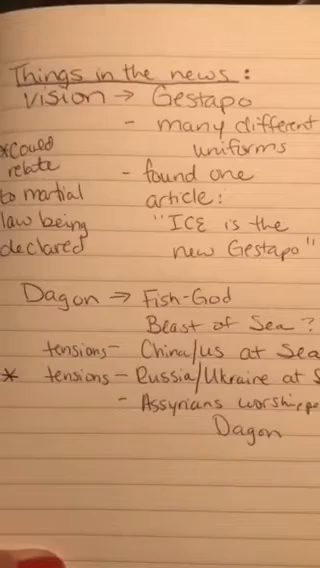 Things in the news:
Vision → Gestapo
- many different
uniforms
*Could
relate
to martial
law being
declared
- found one
article:
"ICE is the
new Gestapo"
Dagon → Fish-God
Beast of Sea?
tensions - China/us at Sea
* tensions - Russia/Ukraine at S
- Assyrians worshippe
Dagon